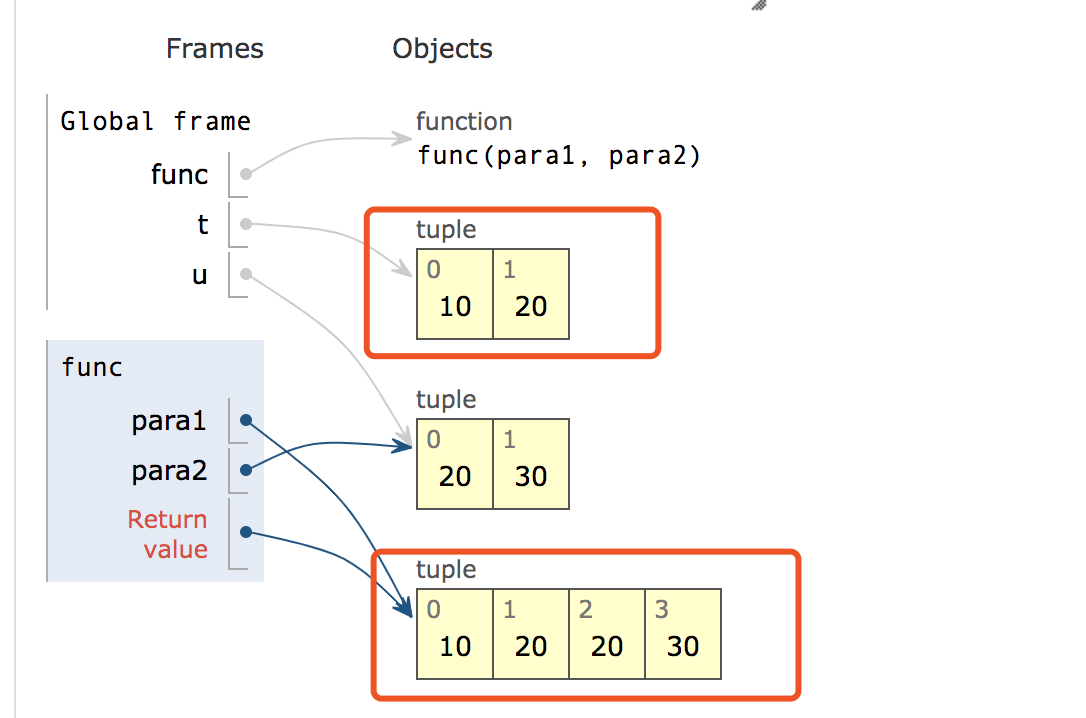 Frames Objects
Global frame
function
func(para1, para2)
func
t
tuple
0 1
10 20
u
func
tuple
0 1
20 30
para1
para2
Return
value
tuple
0 1 2 3
10 20 20 30